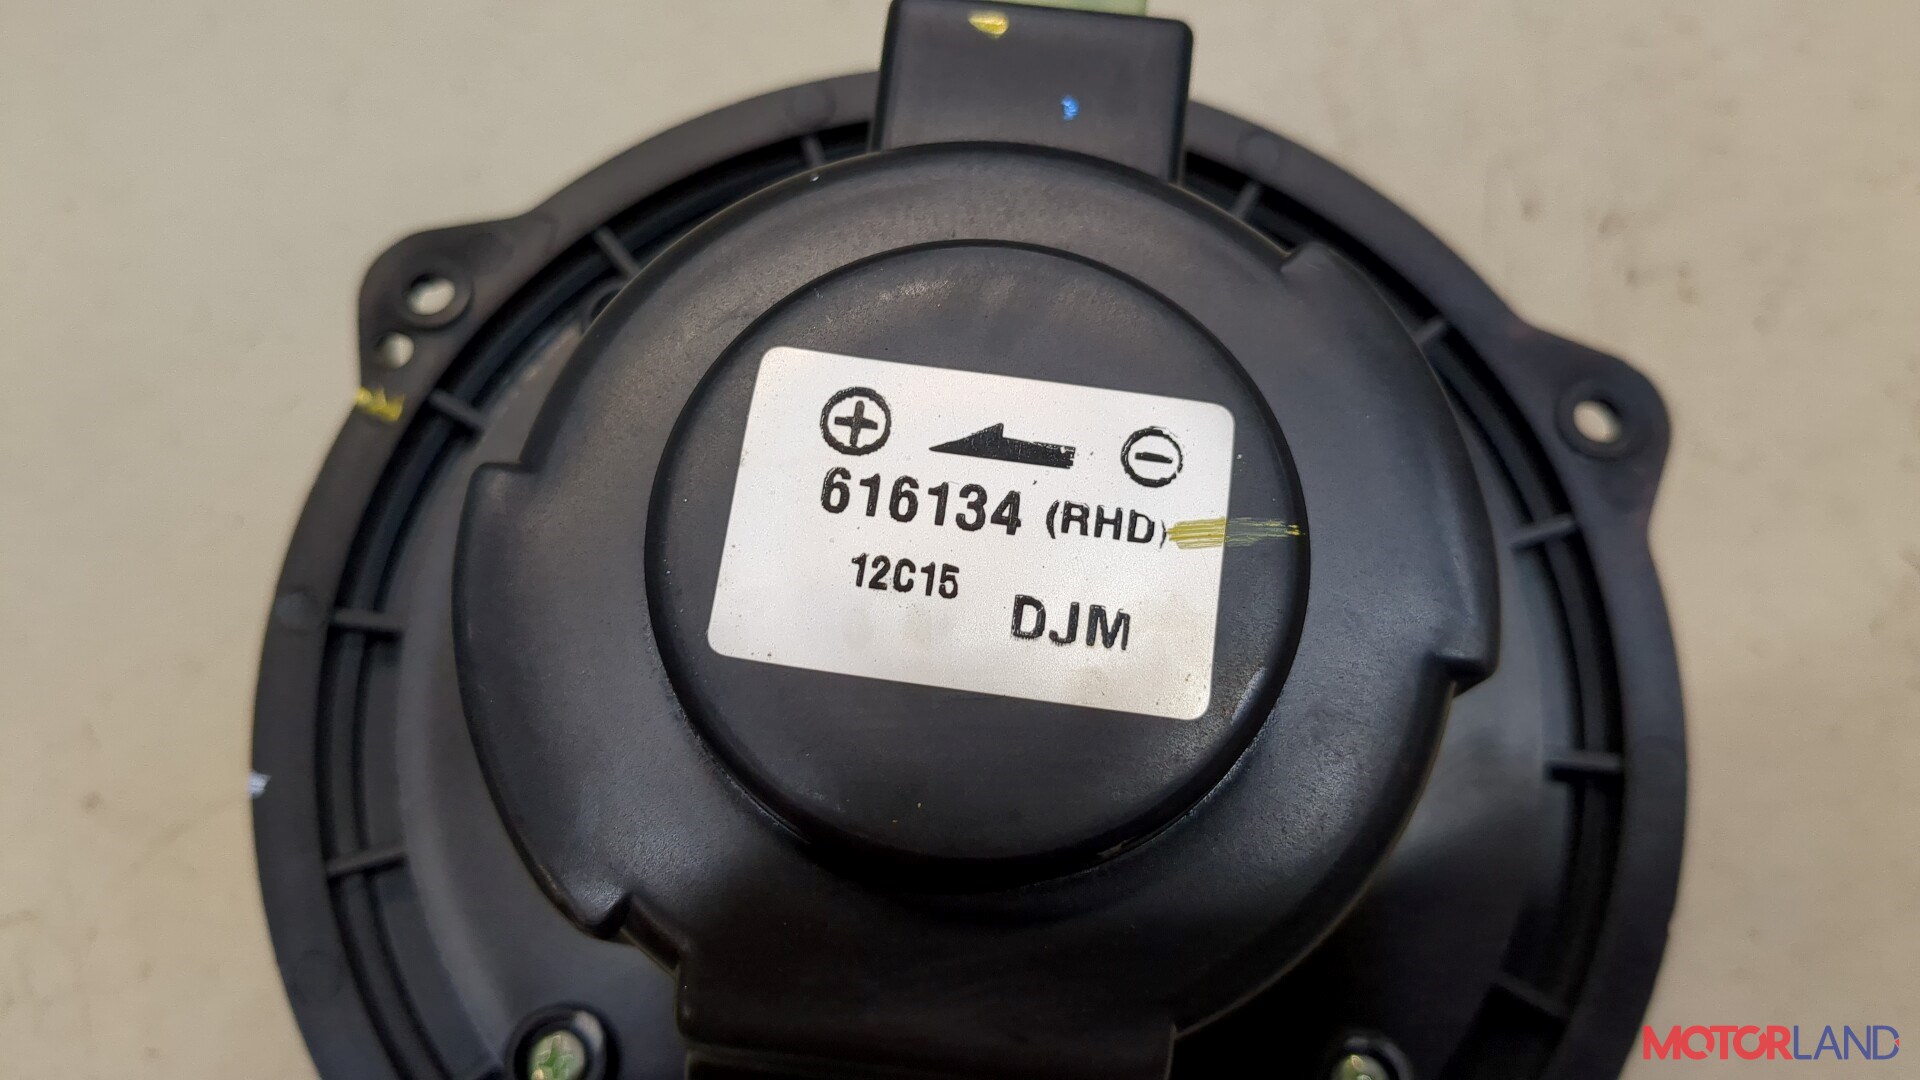 616134 (RHD)
12C15
DJM
MOTORLAND